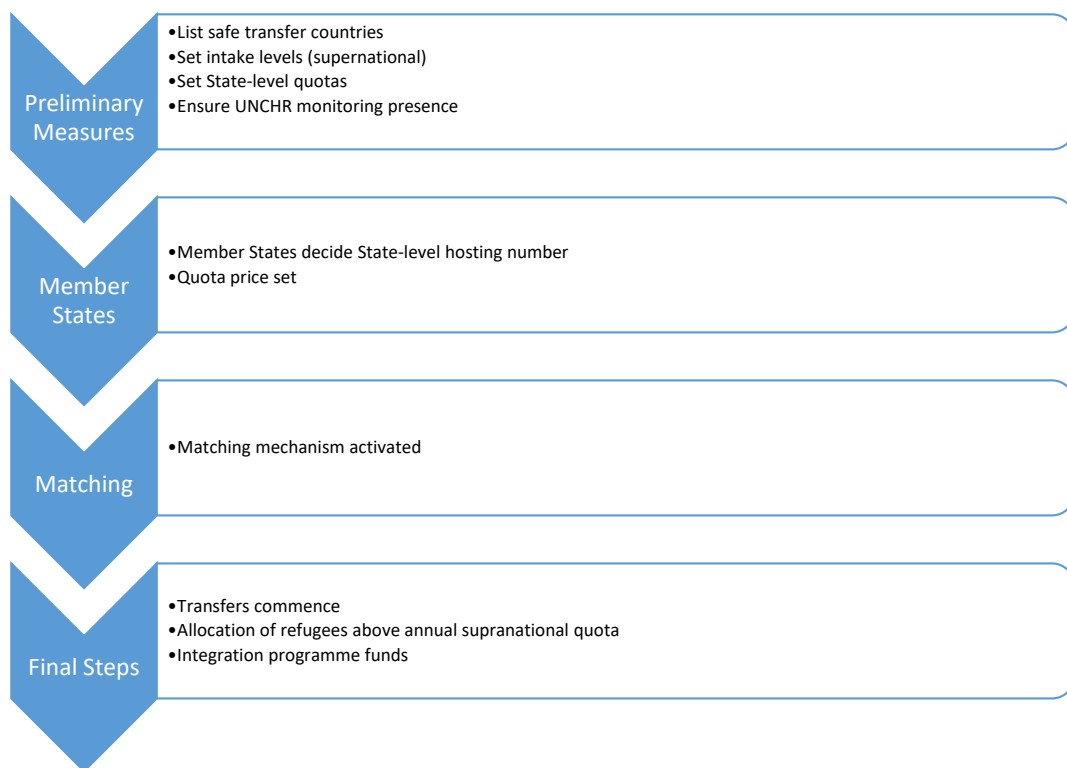 Preliminary
Measures
•List safe transfer countries
•Set intake levels (supernational)
•Set State-level quotas
•Ensure UNCHR monitoring presence
Member
States
•Member States decide State-level hosting number
•Quota price set
Matching
•Matching mechanism activated
Final Steps
•Transfers commence
•Allocation of refugees above annual supranational quota
•Integration programme funds